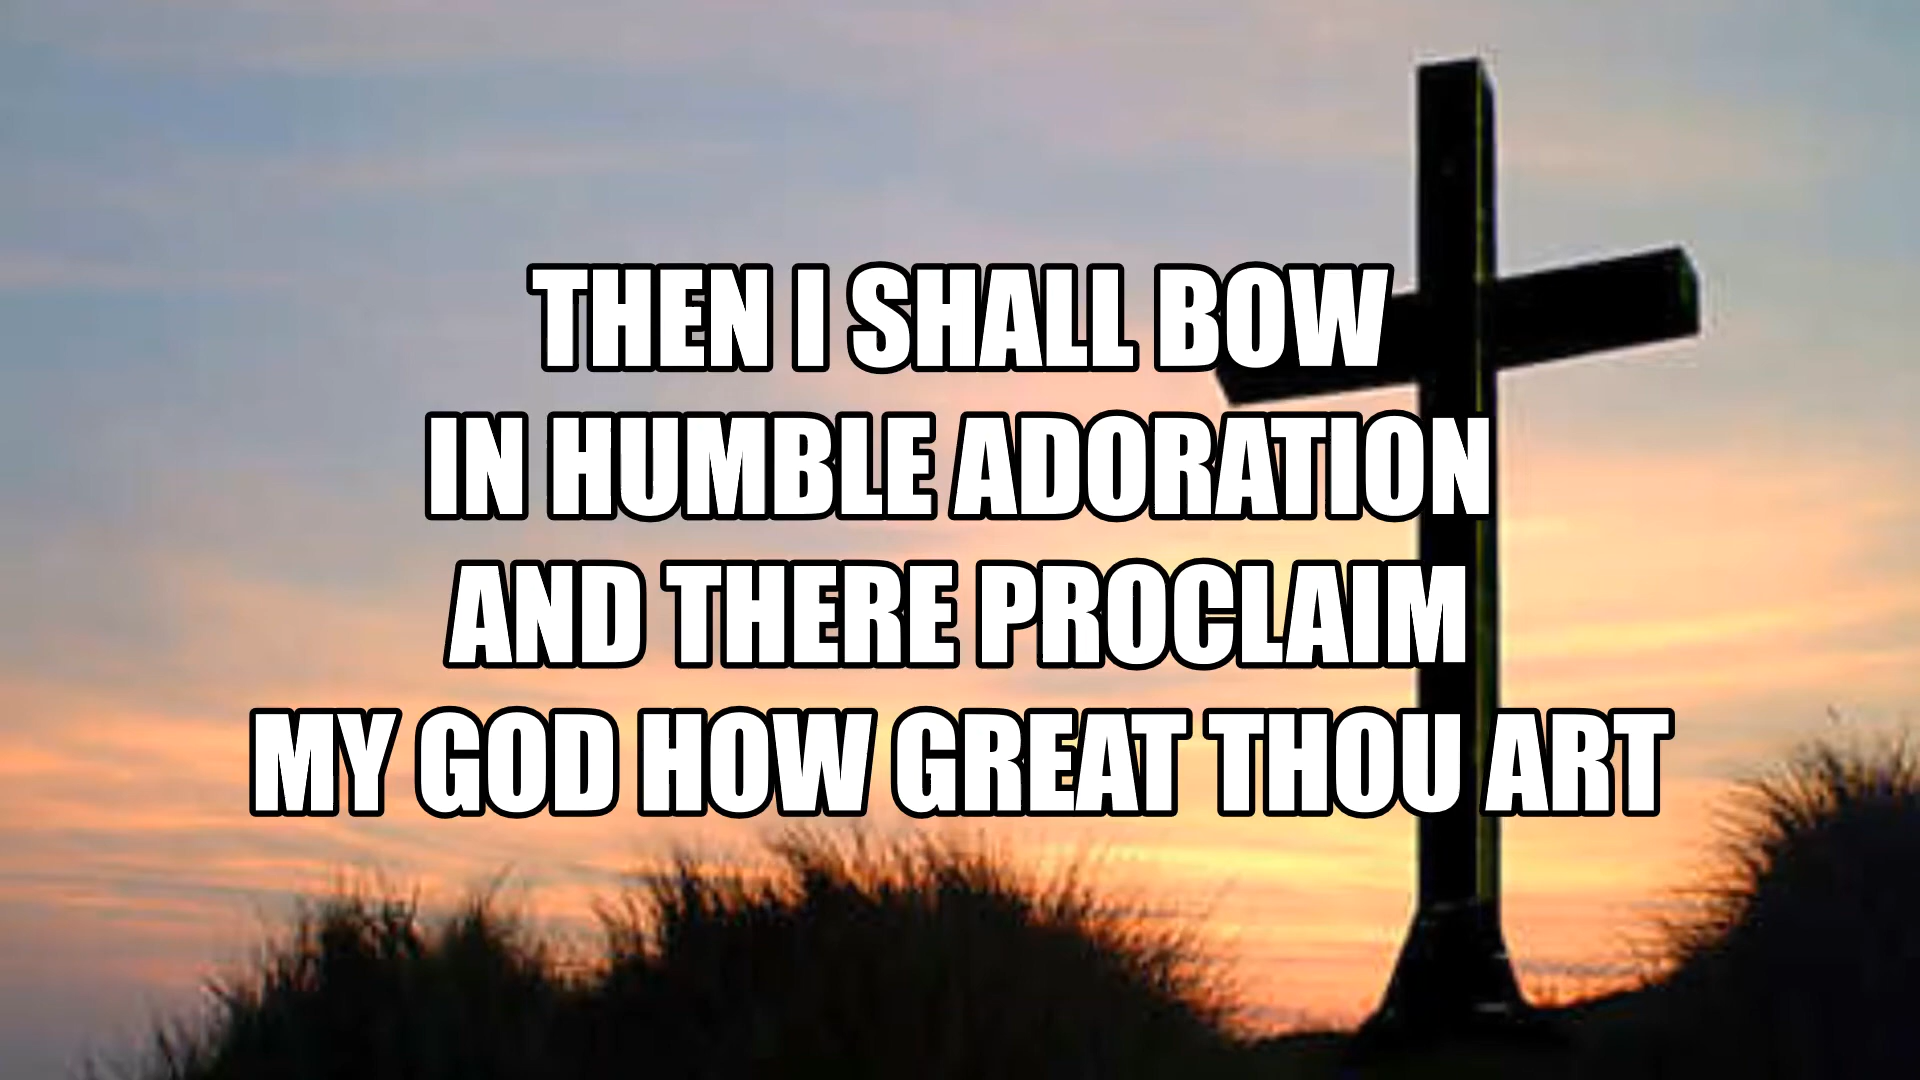 THEN I SHALL BOW
IN HUMBLE ADORATION
AND THERE PROCLAIM
MY GOD HOW GREAT THOU ART